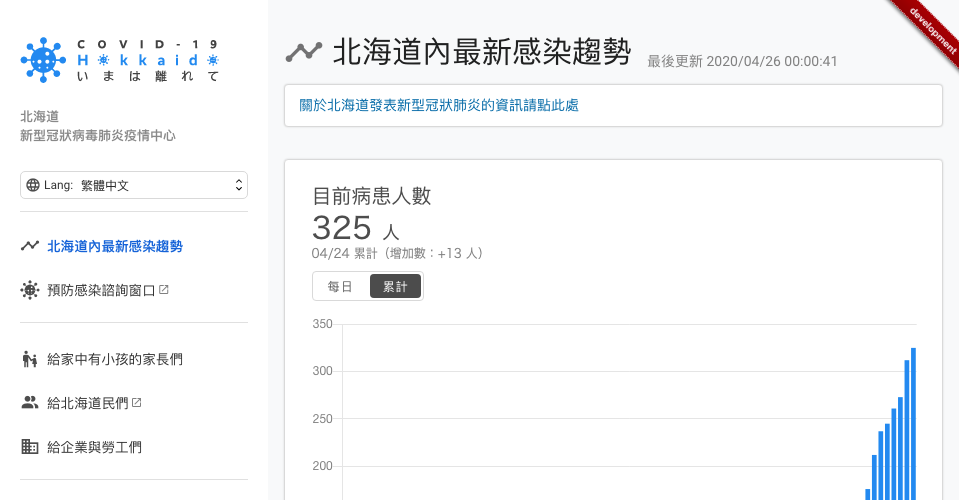 COVID-19
Hokkaido
いまは離れて
北海道
新型冠狀病毒肺炎疫情中心
Lang: 繁體中文
北海道內最新感染趨勢
預防感染諮詢窗口
給家中有小孩的家長們
給北海道民們
給企業與勞工們
development
北海道內最新感染趨勢
最後更新 2020/04/26 00:00:41
關於北海道發表新型冠狀肺炎的資訊請點此處
目前病患人數
325 人
04/24 累計（增加數：+13 人）
每日 累計
350
300
250
200